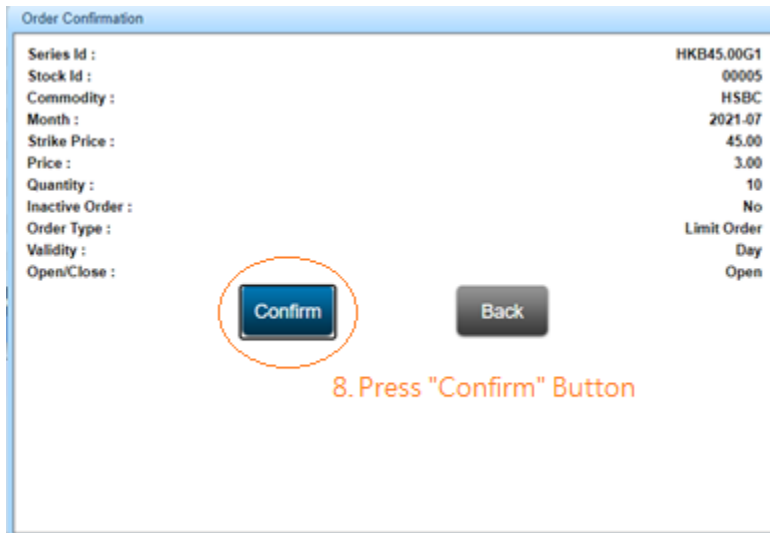 Order Confirmation
Series Id : HKB45.00G1
Stock Id : 00005
Commodity : HSBC
Month : 2021-07
Strike Price : 45.00
Price : 3.00
Quantity : 10
Inactive Order : No
Order Type : Limit Order
Validity : Day
Open/Close : Open
Confirm Back
8. Press "Confirm" Button